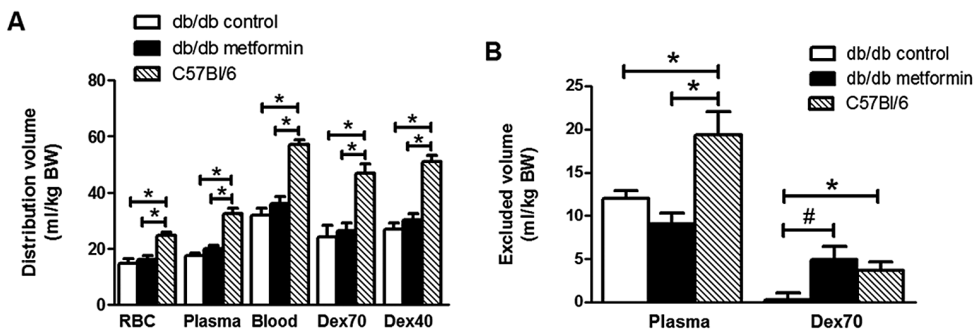 A
db/db control
db/db metformin
C57Bl/6
Distribution volume
(ml/kg BW)
80
60
40
20
0
* * * * * * * * * *
RBC Plasma Blood Dex70 Dex40
B
db/db control
db/db metformin
C57Bl/6
Excluded volume
(ml/kg BW)
25
20
15
10
5
0
*
*
*
#
Plasma Dex70